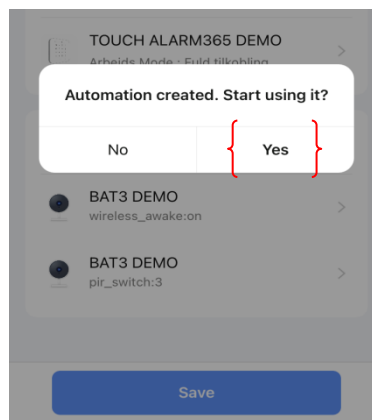 TOUCH ALARM365 DEMO
Arbeids Mode : Fuld tilkobling
Automation created. Start using it?
No
Yes
BAT3 DEMO
wireless_awake:on
BAT3 DEMO
pir_switch:3
Save